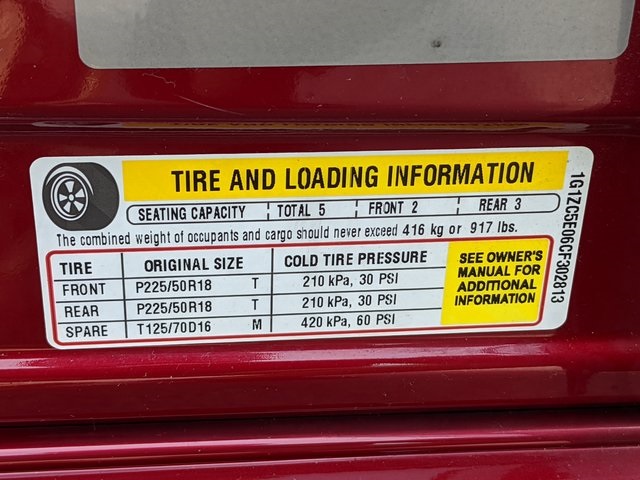 TIRE AND LOADING INFORMATION
SEATING CAPACITY TOTAL 5 FRONT 2 REAR 3
The combined weight of occupants and cargo should never exceed 416 kg or 917 lbs.
TIRE ORIGINAL SIZE COLD TIRE PRESSURE
FRONT P225/50R18 T 210 kPa, 30 PSI
REAR P225/50R18 T 210 kPa, 30 PSI
SPARE T125/70D16 M 420 kPa, 60 PSI
SEE OWNER'S
MANUAL FOR
ADDITIONAL
INFORMATION
1G1ZC5E06CF302813